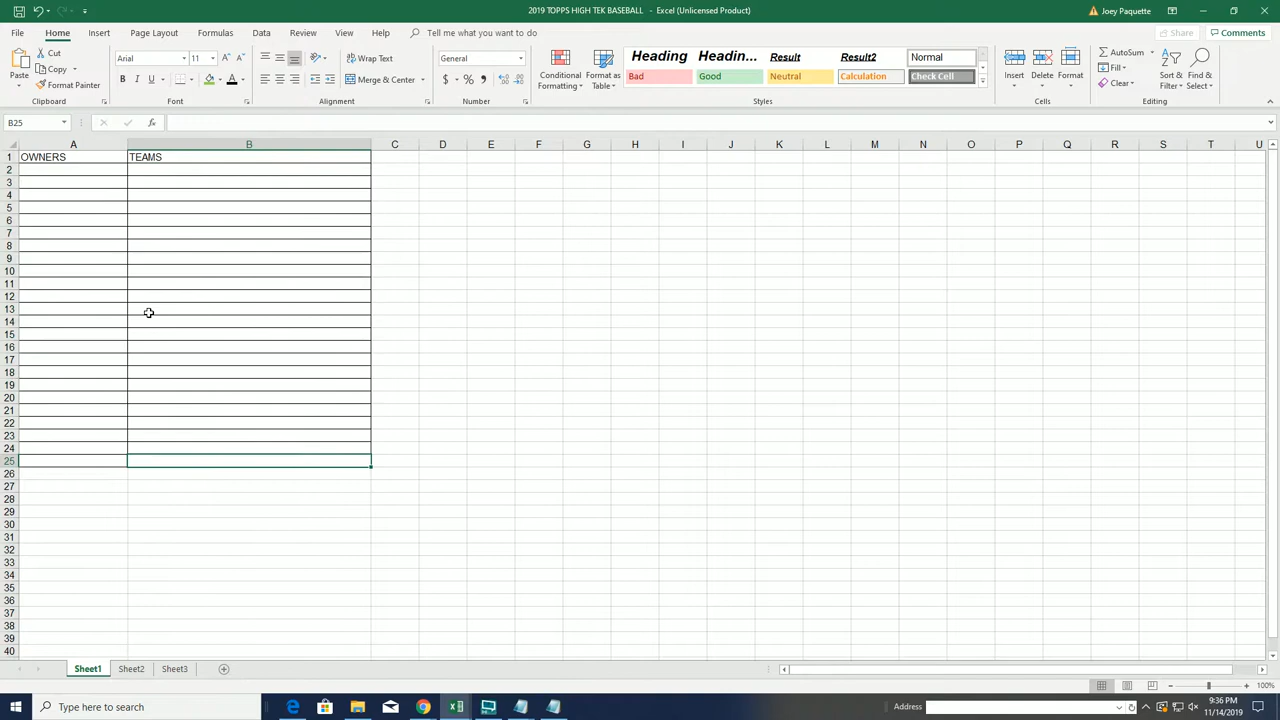 2019 TOPPS HIGH TEK BASEBALL - Excel (Unlicensed Product)
Joey Paquette
File Home Insert Page Layout Formulas Data Review View Help Tell me what you want to do
Share Comments
Paste
Cut
Copy
Format Painter
Clipboard
Arial 11
B I U
Font
Wrap Text
Merge & Center
Alignment
General
$ % 9
Number
Conditional Formatting
Format as Table
Heading Headin... Result Result2 Normal
Bad Good Neutral Calculation Check Cell
Styles
Insert Delete Format
Cells
AutoSum
Fill
Clear
Sort & Filter
Find & Select
Editing
B25
fx
A B C D E F G H I J K L M N O P Q R S T U
1 OWNERS TEAMS
2
3
4
5
6
7
8
9
10
11
12
13
14
15
16
17
18
19
20
21
22
23
24
25
26
27
28
29
30
31
32
33
34
35
36
37
38
39
40
Sheet1 Sheet2 Sheet3
100%
Type here to search
Address
9:36 PM
11/14/2019